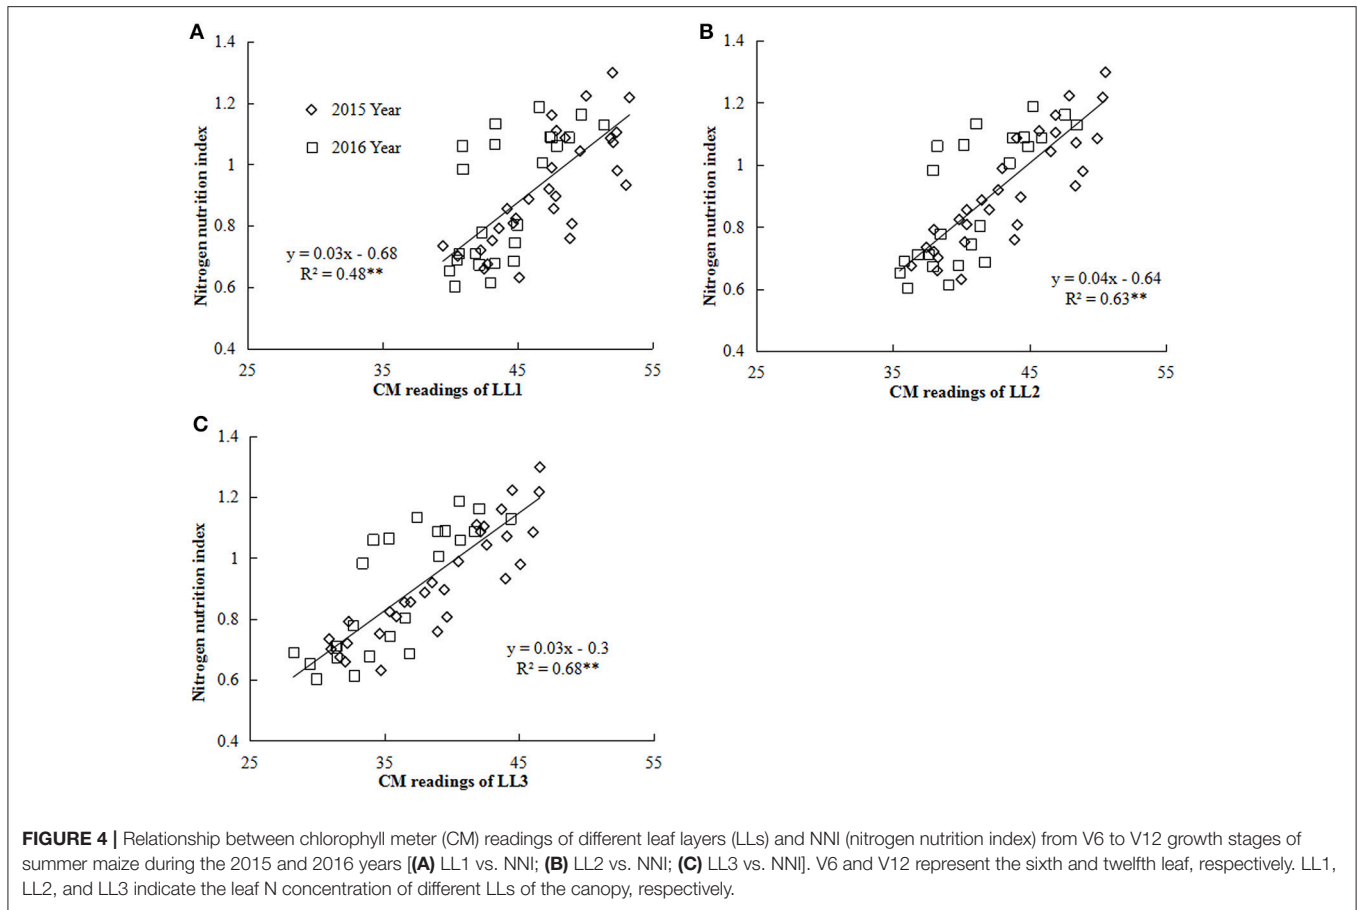 A
1.4
1.2
1
0.8
0.6
0.4
Nitrogen nutrition index
2015 Year
2016 Year
y = 0.03x - 0.68
R² = 0.48**
25 35 45 55
CM readings of LL1
B
1.4
1.2
1
0.8
0.6
0.4
Nitrogen nutrition index
y = 0.04x - 0.64
R² = 0.63**
25 35 45 55
CM readings of LL2
C
1.4
1.2
1
0.8
0.6
0.4
Nitrogen nutrition index
y = 0.03x - 0.3
R² = 0.68**
25 35 45 55
CM readings of LL3
FIGURE 4 | Relationship between chlorophyll meter (CM) readings of different leaf layers (LLs) and NNI (nitrogen nutrition index) from V6 to V12 growth stages of
summer maize during the 2015 and 2016 years [(A) LL1 vs. NNI; (B) LL2 vs. NNI; (C) LL3 vs. NNI]. V6 and V12 represent the sixth and twelfth leaf, respectively. LL1,
LL2, and LL3 indicate the leaf N concentration of different LLs of the canopy, respectively.